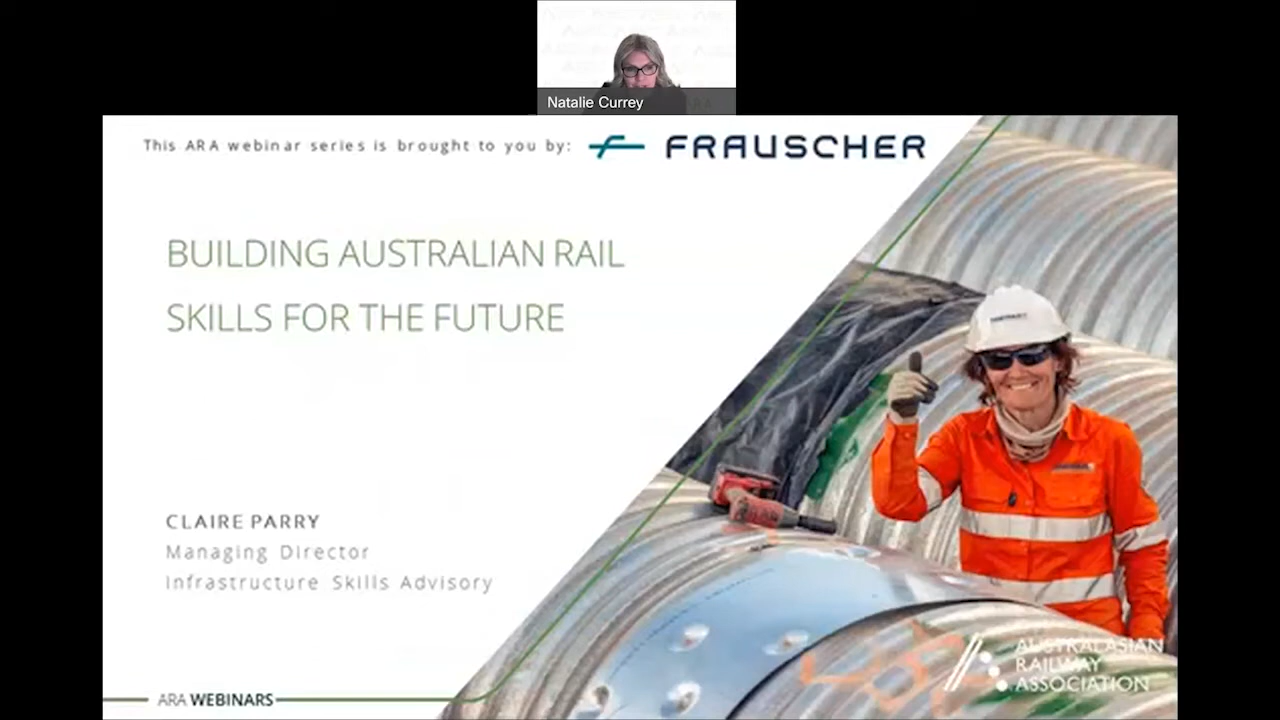 Natalie Currey
This ARA webinar series is brought to you by:
FRAUSCHER
BUILDING AUSTRALIAN RAIL
SKILLS FOR THE FUTURE
CLAIRE PARRY
Managing Director
Infrastructure Skills Advisory
AUSTRALASIAN
RAILWAY
ASSOCIATION
ARA WEBINARS